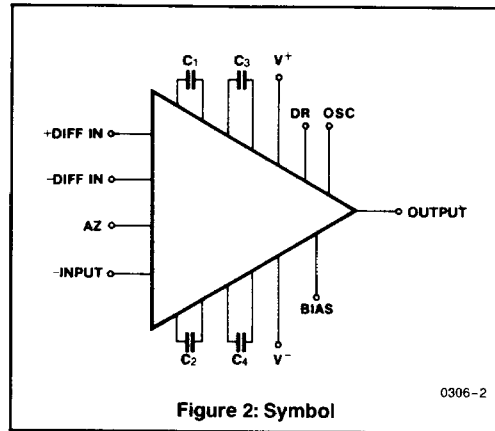 C1 C3 V+
DR OSC
+DIFF IN
-DIFF IN
AZ
-INPUT
OUTPUT
BIAS
C2 C4 V-
0306-2
Figure 2: Symbol